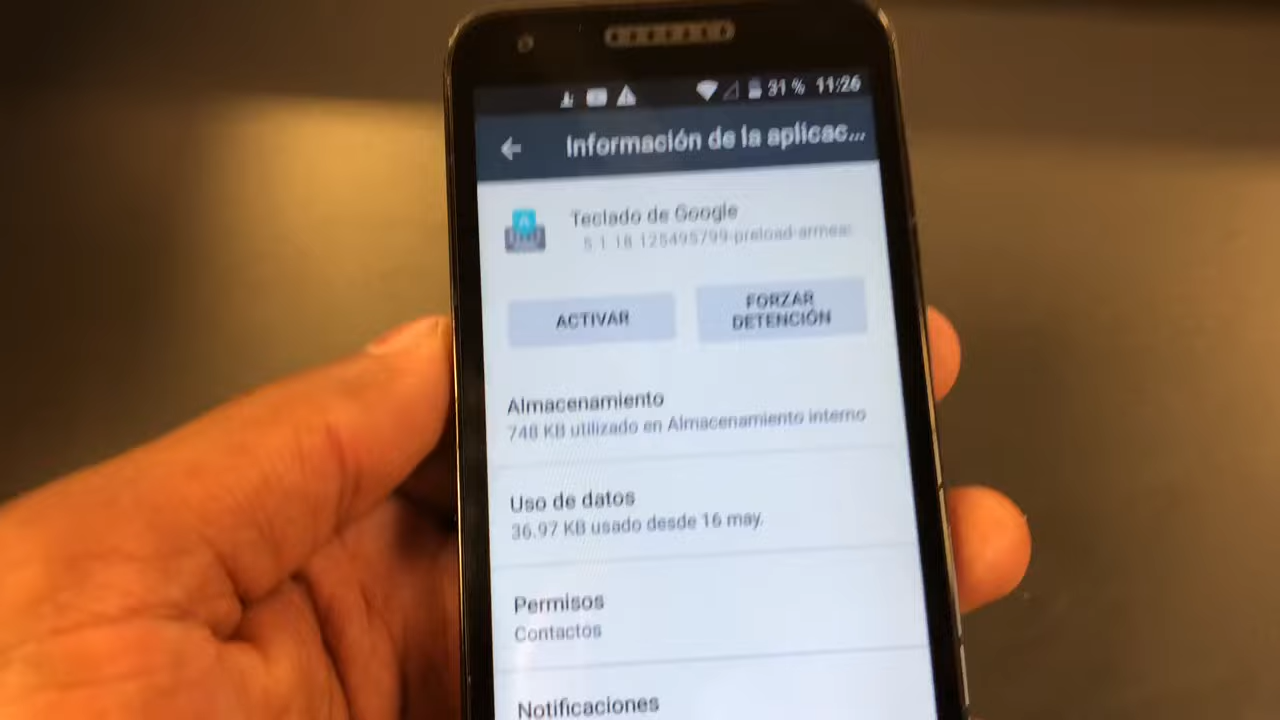 31 % 11:26
Información de la aplicac...
Teclado de Google
5.1.18.125495799-preload-armea
ACTIVAR
FORZAR
DETENCIÓN
Almacenamiento
748 KB utilizado en Almacenamiento interno
Uso de datos
36.97 KB usado desde 16 may.
Permisos
Contactos
Notificaciones